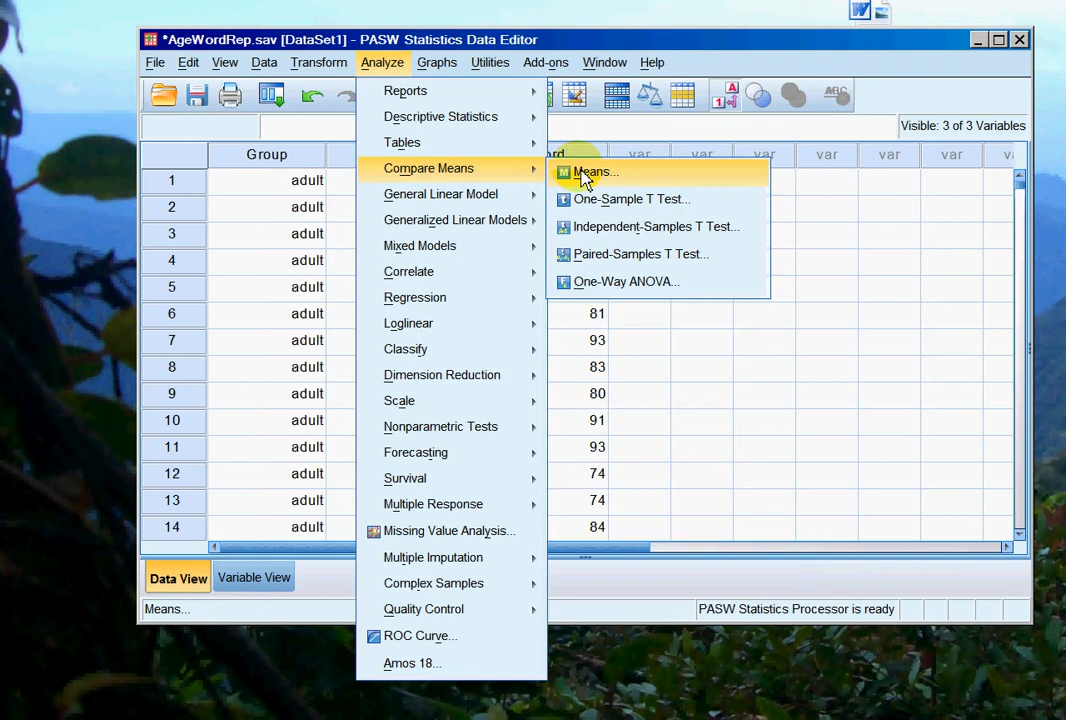 *AgeWordRep.sav [DataSet1] - PASW Statistics Data Editor
File Edit View Data Transform Analyze Graphs Utilities Add-ons Window Help
Visible: 3 of 3 Variables
Group var var var var var
Reports
Descriptive Statistics
Tables
Compare Means
General Linear Model
Generalized Linear Models
Mixed Models
Correlate
Regression
Loglinear
Classify
Dimension Reduction
Scale
Nonparametric Tests
Forecasting
Survival
Multiple Response
Missing Value Analysis...
Multiple Imputation
Complex Samples
Quality Control
ROC Curve...
Amos 18...
Means...
One-Sample T Test...
Independent-Samples T Test...
Paired-Samples T Test...
One-Way ANOVA...
1 adult
2 adult
3 adult
4 adult
5 adult
6 adult 81
7 adult 93
8 adult 83
9 adult 80
10 adult 91
11 adult 93
12 adult 74
13 adult 74
14 adult 84
Data View Variable View
Means... PASW Statistics Processor is ready